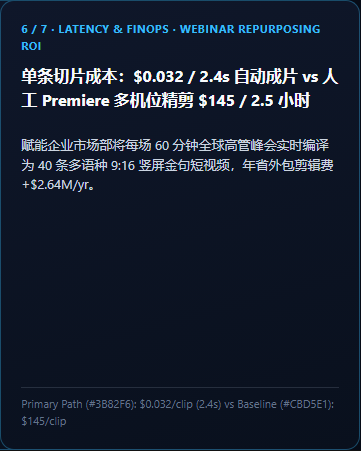 6 / 7 · LATENCY & FINOPS · WEBINAR REPURPOSING
ROI
单条切片成本：$0.032 / 2.4s 自动成片 vs 人
工 Premiere 多机位精剪 $145 / 2.5 小时
赋能企业市场部将每场 60 分钟全球高管峰会实时编译
为 40 条多语种 9:16 竖屏金句短视频，年省外包剪辑费
+$2.64M/yr。
Primary Path (#3B82F6): $0.032/clip (2.4s) vs Baseline (#CBD5E1):
$145/clip